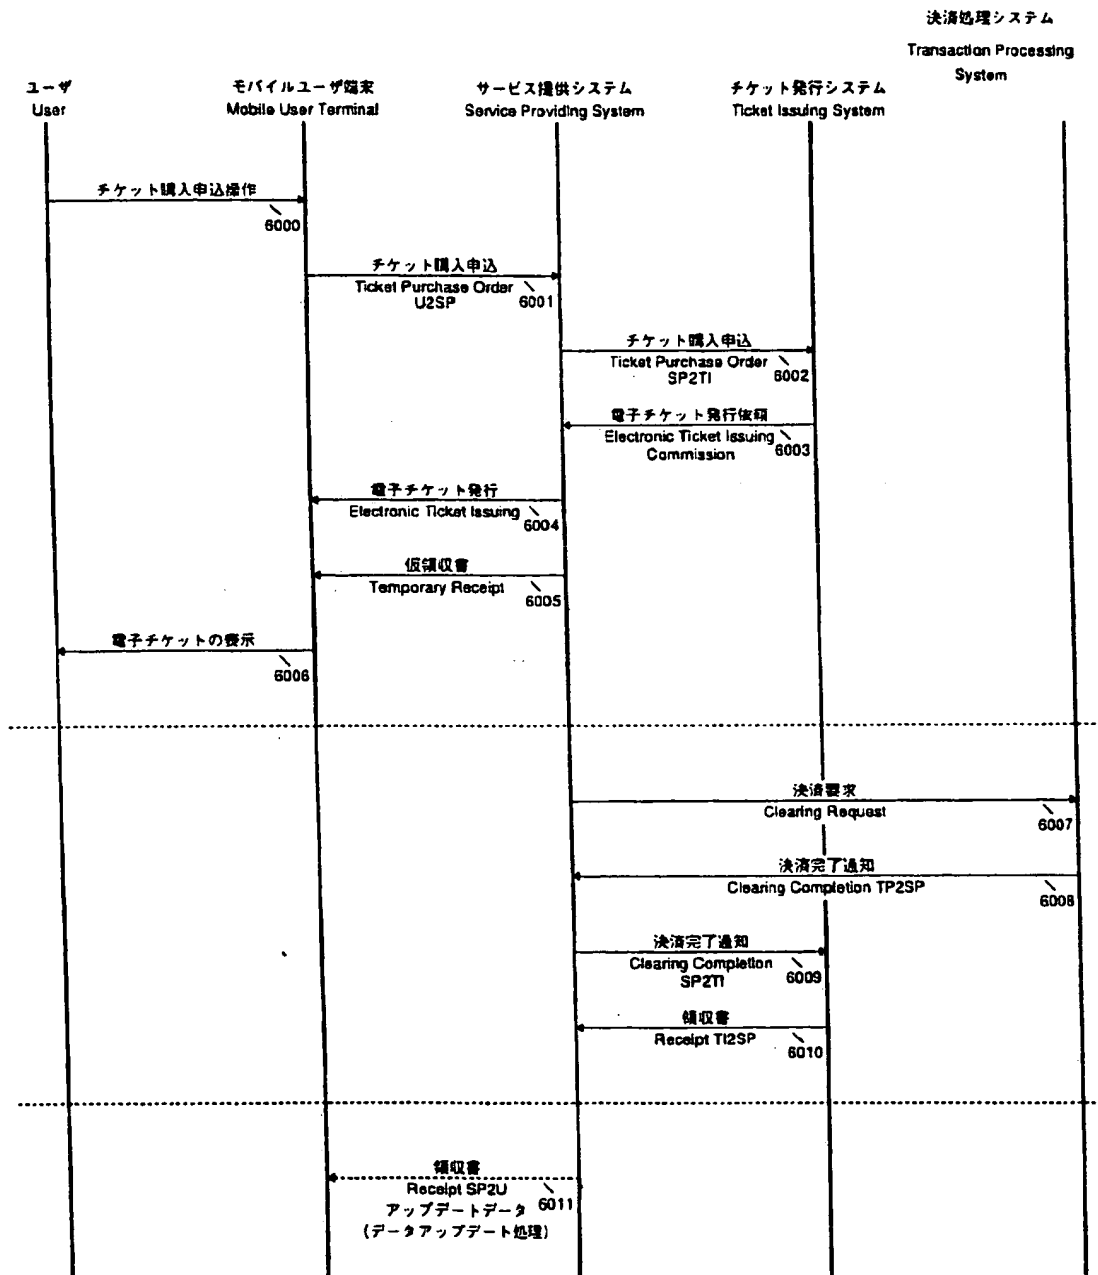 決済処理システム
Transaction Processing
System
ユーザ
User
モバイルユーザ端末
Mobile User Terminal
サービス提供システム
Service Providing System
チケット発行システム
Ticket Issuing System
チケット購入申込操作
6000
チケット購入申込
Ticket Purchase Order
U2SP
6001
チケット購入申込
Ticket Purchase Order
SP2TI
6002
電子チケット発行依頼
Electronic Ticket Issuing
Commission
6003
電子チケット発行
Electronic Ticket Issuing
6004
仮領収書
Temporary Receipt
6005
電子チケットの表示
6006
決済要求
Clearing Request
6007
決済完了通知
Clearing Completion TP2SP
6008
決済完了通知
Clearing Completion
SP2TI
6009
領収書
Receipt TI2SP
6010
領収書
Receipt SP2U
6011
アップデートデータ
(データアップデート処理)